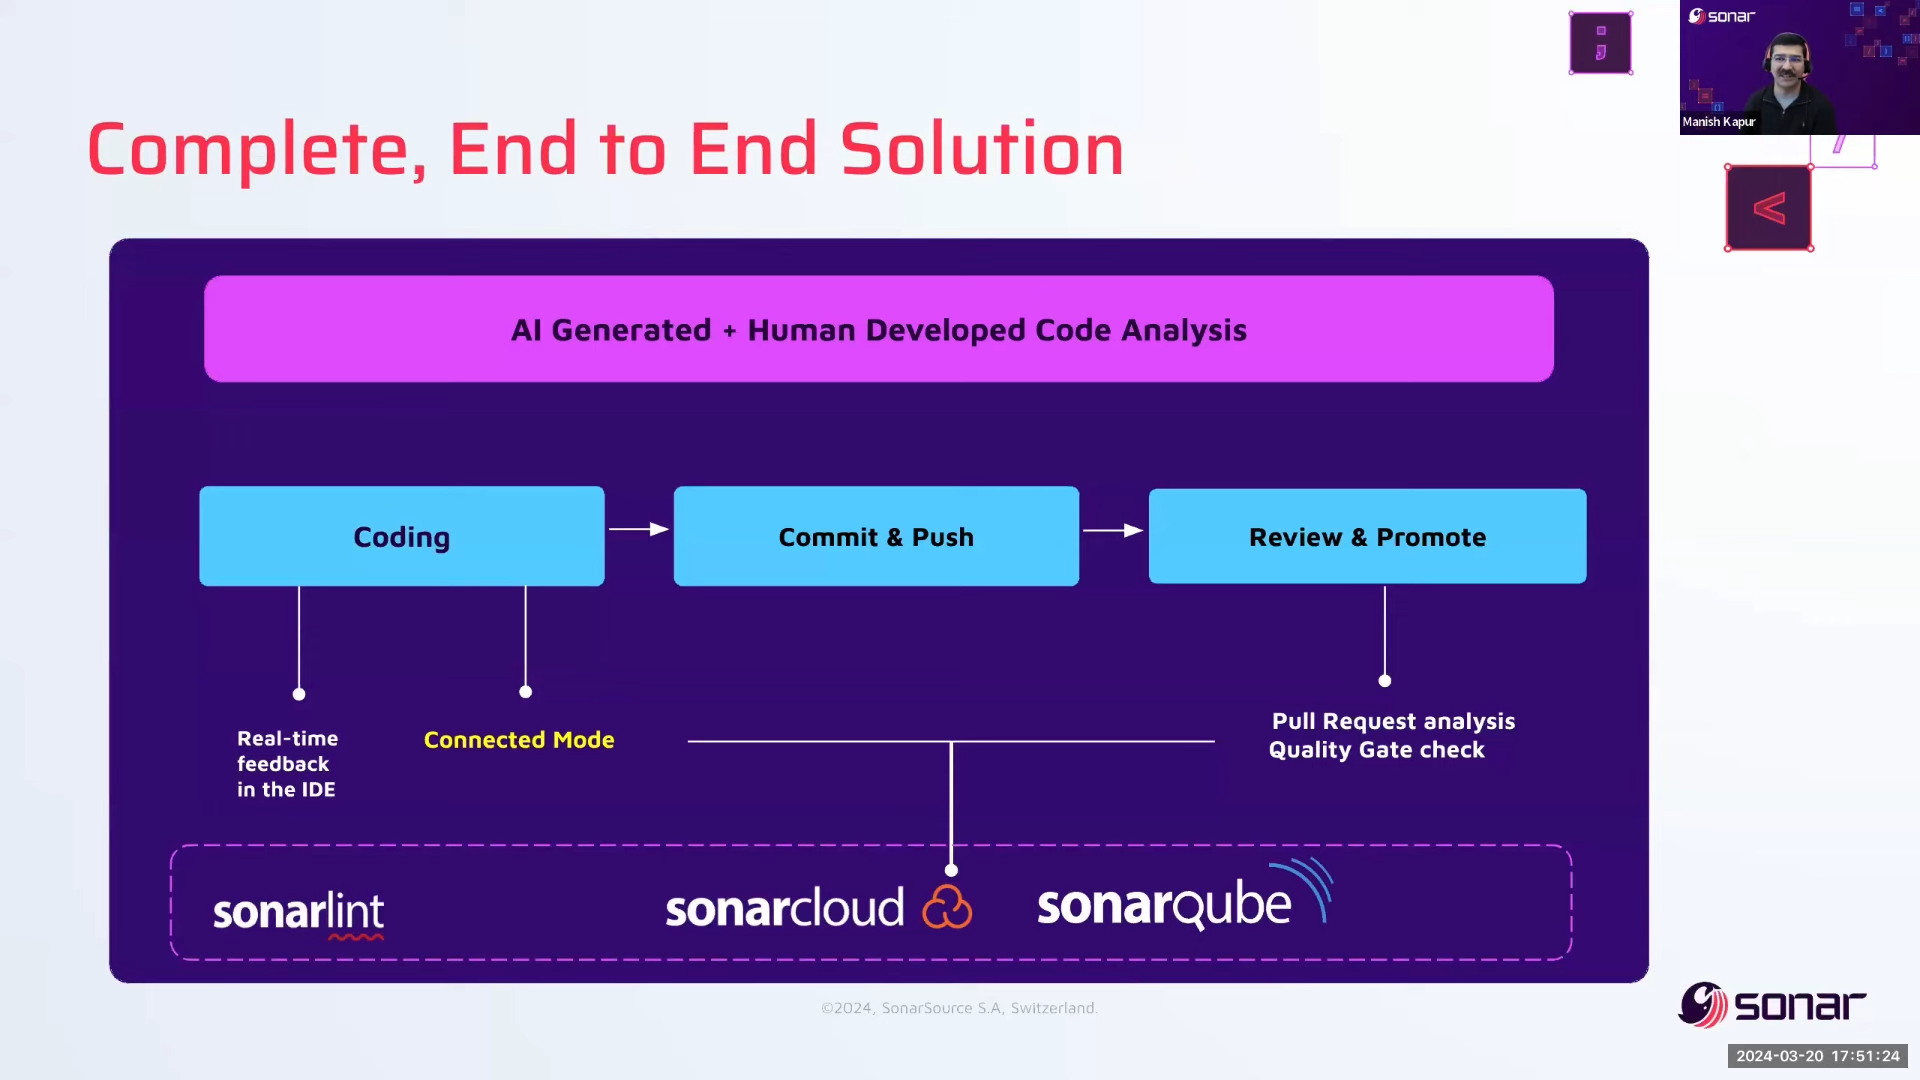 sonar
Manish Kapur
;
/
<
Complete, End to End Solution
AI Generated + Human Developed Code Analysis
Coding
Commit & Push
Review & Promote
Real-time
feedback
in the IDE
Connected Mode
Pull Request analysis
Quality Gate check
sonarlint
sonarcloud
sonarqube
©2024, SonarSource S.A, Switzerland.
sonar
2024-03-20 17:51:24